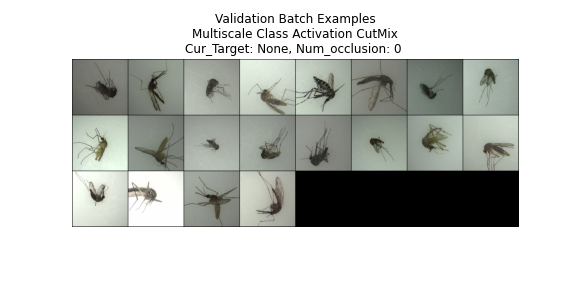 Validation Batch Examples
Multiscale Class Activation CutMix
Cur_Target: None, Num_occlusion: 0